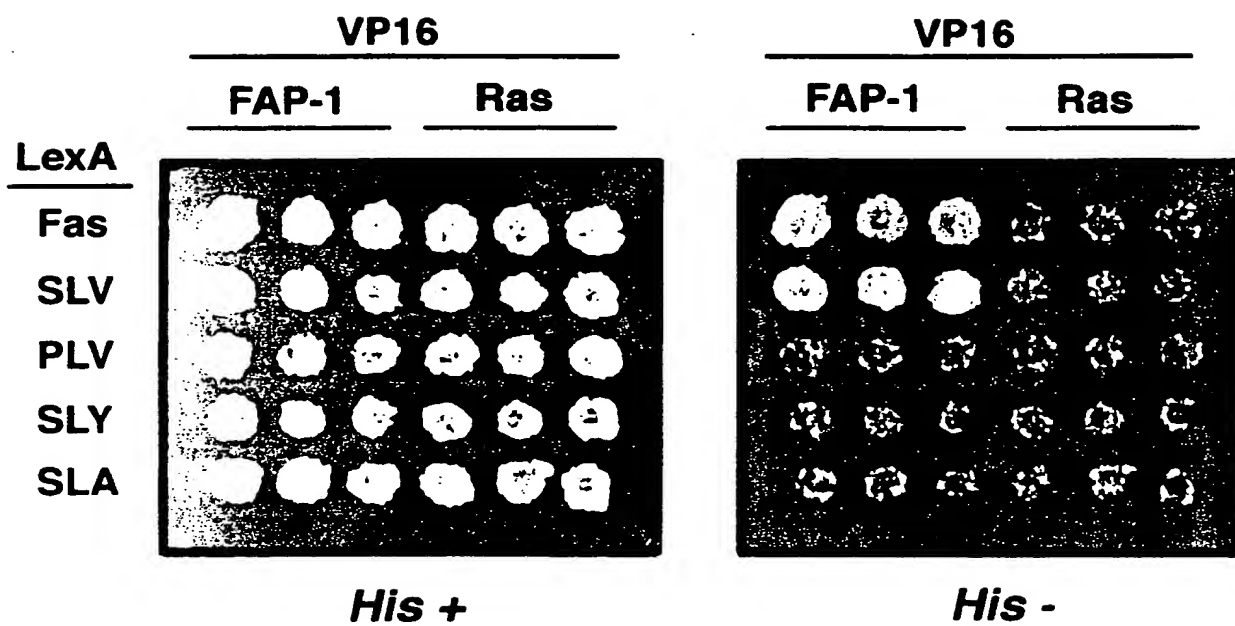 VP16 VP16
FAP-1 Ras FAP-1 Ras
LexA
Fas
SLV
PLV
SLY
SLA
His + His -